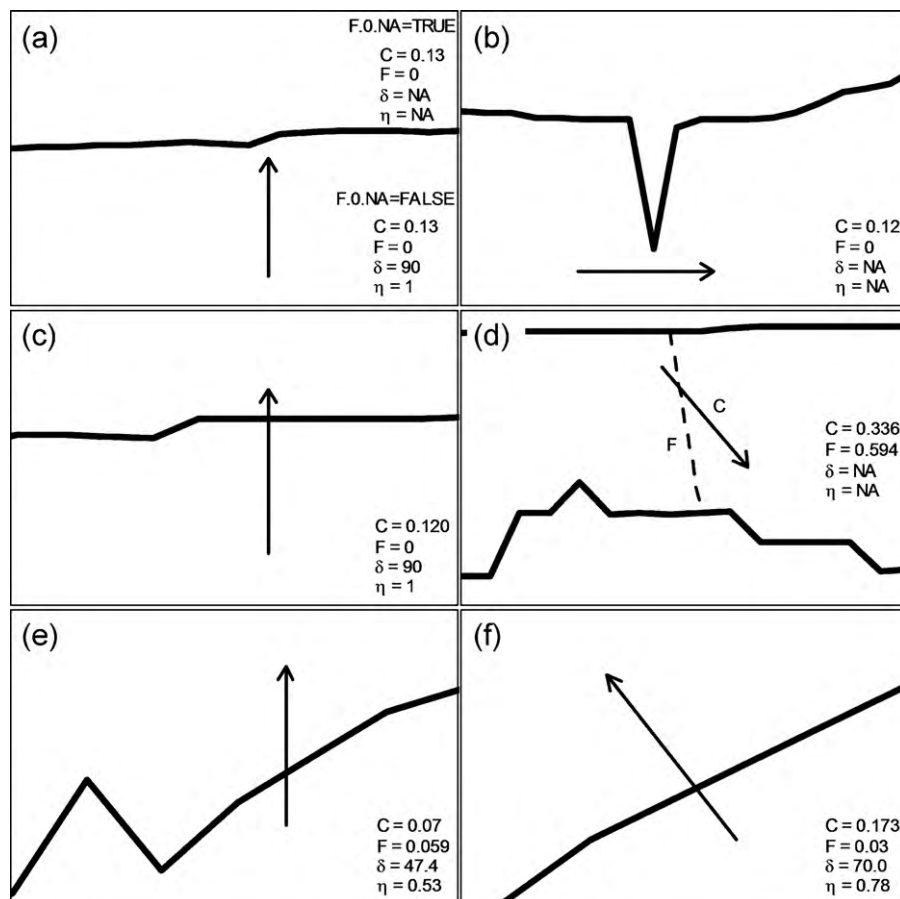 (a)
F.0.NA=TRUE
C = 0.13
F = 0
δ = NA
η = NA
F.0.NA=FALSE
C = 0.13
F = 0
δ = 90
η = 1
(b)
C = 0.12
F = 0
δ = NA
η = NA
(c)
C = 0.120
F = 0
δ = 90
η = 1
(d)
C
F
C = 0.336
F = 0.594
δ = NA
η = NA
(e)
C = 0.07
F = 0.059
δ = 47.4
η = 0.53
(f)
C = 0.173
F = 0.03
δ = 70.0
η = 0.78